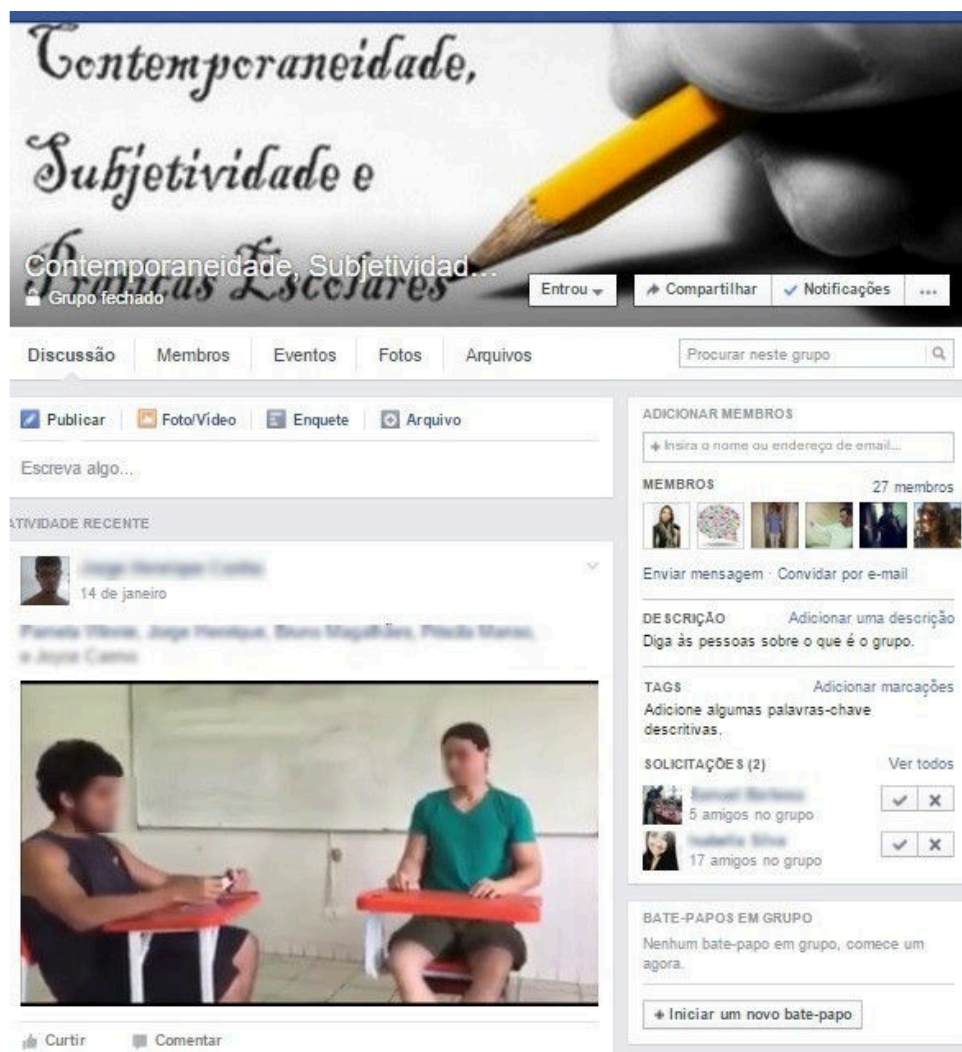 Contemporaneidade,
Subjetividade e
Práticas Escolares
Contemporaneidade, Subjetividad...
Grupo fechado
Entrou
Compartilhar
Notificações
...
Discussão Membros Eventos Fotos Arquivos
Procurar neste grupo
Publicar Foto/Vídeo Enquete Arquivo
Escreva algo...
ATIVIDADE RECENTE
14 de janeiro
Curtir Comentar
ADICIONAR MEMBROS
+ Insira o nome ou endereço de email...
MEMBROS 27 membros
Enviar mensagem · Convidar por e-mail
DESCRIÇÃO Adicionar uma descrição
Diga às pessoas sobre o que é o grupo.
TAGS Adicionar marcações
Adicione algumas palavras-chave
descritivas.
SOLICITAÇÕES (2) Ver todos
5 amigos no grupo
17 amigos no grupo
BATE-PAPOS EM GRUPO
Nenhum bate-papo em grupo, comece um
agora.
+ Iniciar um novo bate-papo